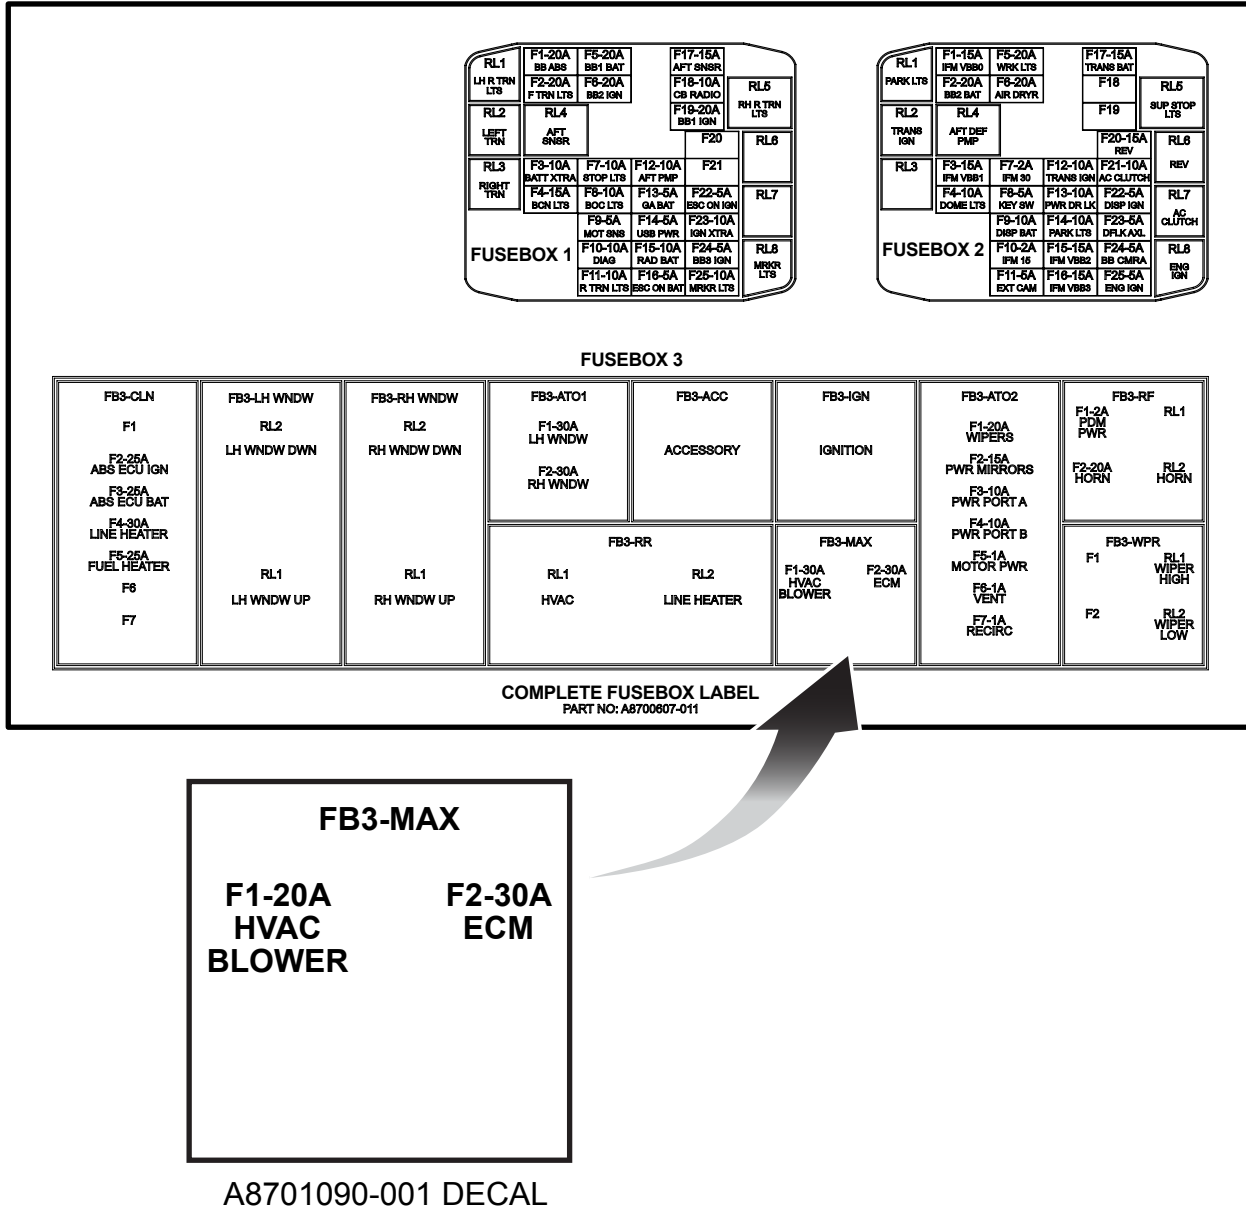 RL1
LH R TRN
LTS
F1-20A
BB ABS
F5-20A
BB1 BAT
F17-15A
AFT SNSR
F2-20A
F TRN LTS
F6-20A
BB2 IGN
F18-10A
CB RADIO
RL5
RH R TRN
LTS
RL2
LEFT
TRN
RL4
AFT
SNSR
F19-20A
BB1 IGN
F20
RL6
RL3
RIGHT
TRN
F3-10A
BATT XTRA
F7-10A
STOP LTS
F12-10A
AFT PMP
F21
F4-15A
BCN LTS
F8-10A
BOC LTS
F13-5A
GA BAT
F22-5A
ESC ON IGN
RL7
F9-5A
MOT SNS
F14-5A
USB PWR
F23-10A
IGN XTRA
FUSEBOX 1
F10-10A
DIAG
F15-10A
RAD BAT
F24-5A
BB3 IGN
RL8
MRKR
LTS
F11-10A
R TRN LTS
F16-5A
ESC ON BAT
F25-10A
MRKR LTS
RL1
PARK LTS
F1-15A
IFM VBB0
F5-20A
WRK LTS
F17-15A
TRANS BAT
F2-20A
BB2 BAT
F6-20A
AIR DRYR
F18
RL5
SUP STOP
LTS
RL2
TRANS
IGN
RL4
AFT DEF
PMP
F19
F20-15A
REV
RL6
REV
RL3
F3-15A
IFM VBB1
F7-2A
IFM 30
F12-10A
TRANS IGN
F21-10A
AC CLUTCH
F4-10A
DOME LTS
F8-5A
KEY SW
F13-10A
PWR DR LK
F22-5A
DISP IGN
RL7
AC
CLUTCH
F9-10A
DISP BAT
F14-10A
PARK LTS
F23-5A
DFLK AXL
FUSEBOX 2
F10-2A
IFM 15
F15-15A
IFM VBB2
F24-5A
BB CMRA
RL8
ENG
IGN
F11-5A
EXT CAM
F16-15A
IFM VBB3
F25-5A
ENG IGN
FUSEBOX 3
FB3-CLN
F1
F2-25A
ABS ECU IGN
F3-25A
ABS ECU BAT
F4-30A
LINE HEATER
F5-25A
FUEL HEATER
F6
F7
FB3-LH WNDW
RL2
LH WNDW DWN
RL1
LH WNDW UP
FB3-RH WNDW
RL2
RH WNDW DWN
RL1
RH WNDW UP
FB3-ATO1
F1-30A
LH WNDW
F2-30A
RH WNDW
FB3-ACC
ACCESSORY
FB3-IGN
IGNITION
FB3-RR
RL1
HVAC
RL2
LINE HEATER
FB3-MAX
F1-30A
HVAC
BLOWER
F2-30A
ECM
FB3-ATO2
F1-20A
WIPERS
F2-15A
PWR MIRRORS
F3-10A
PWR PORT A
F4-10A
PWR PORT B
F5-1A
MOTOR PWR
F6-1A
VENT
F7-1A
RECIRC
FB3-RF
F1-2A
PDM
PWR
RL1
F2-20A
HORN
RL2
HORN
FB3-WPR
F1
RL1
WIPER
HIGH
F2
RL2
WIPER
LOW
COMPLETE FUSEBOX LABEL
PART NO: A8700607-011
FB3-MAX
F1-20A
HVAC
BLOWER
F2-30A
ECM
A8701090-001 DECAL